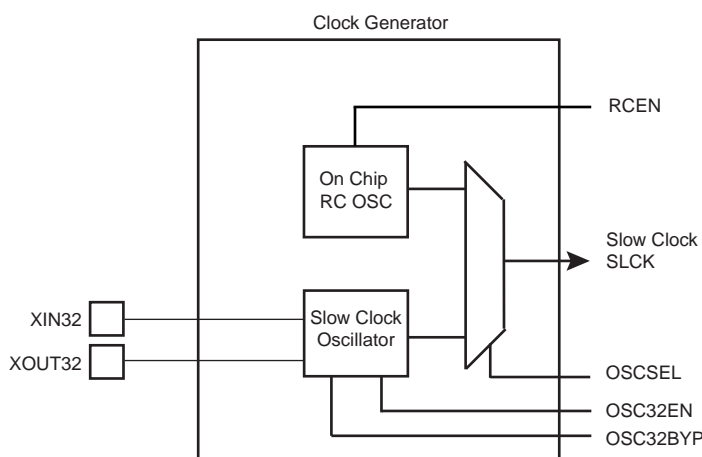 Clock Generator
RCEN
On Chip
RC OSC
Slow Clock
SLCK
XIN32
Slow Clock
Oscillator
XOUT32
OSCSEL
OSC32EN
OSC32BYP